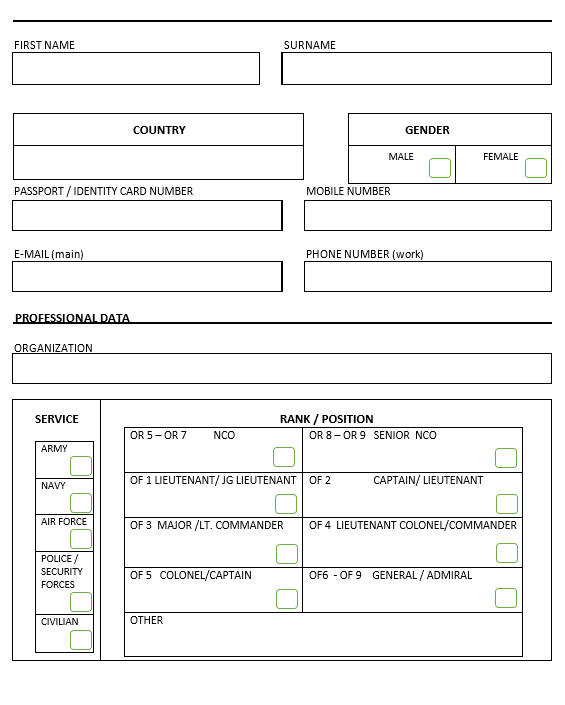 FIRST NAME SURNAME
COUNTRY GENDER
MALE FEMALE
PASSPORT / IDENTITY CARD NUMBER MOBILE NUMBER
E-MAIL (main) PHONE NUMBER (work)
PROFESSIONAL DATA
ORGANIZATION
SERVICE RANK / POSITION
OR 5 – OR 7 NCO OR 8 – OR 9 SENIOR NCO
ARMY
OF 1 LIEUTENANT/ JG LIEUTENANT OF 2 CAPTAIN/ LIEUTENANT
NAVY
AIR FORCE
OF 3 MAJOR /LT. COMMANDER OF 4 LIEUTENANT COLONEL/COMMANDER
POLICE /
SECURITY
FORCES
OF 5 COLONEL/CAPTAIN OF6 - OF 9 GENERAL / ADMIRAL
CIVILIAN
OTHER